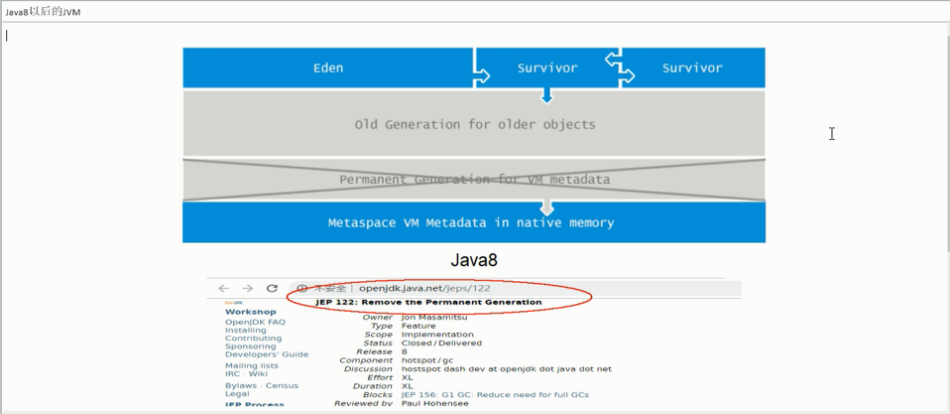 Java8以后的JVM
Eden Survivor Survivor
Old Generation for older objects
Permanent Generation for VM metadata
Metaspace VM Metadata in native memory
Java8
不安全 | openjdk.java.net/jeps/122
JEP 122: Remove the Permanent Generation
Workshop
OpenJDK FAQ
Installing
Contributing
Sponsoring
Developers' Guide
Mailing lists
IRC · Wiki
Bylaws · Census
Legal
JEP Process
Owner Jon Masamitsu
Type Feature
Scope Implementation
Status Closed / Delivered
Release 8
Component hotspot / gc
Discussion hostspot dash dev at openjdk dot java dot net
Effort XL
Duration XL
Blocks JEP 156: G1 GC: Reduce need for full GCs
Reviewed by Paul Hohensee